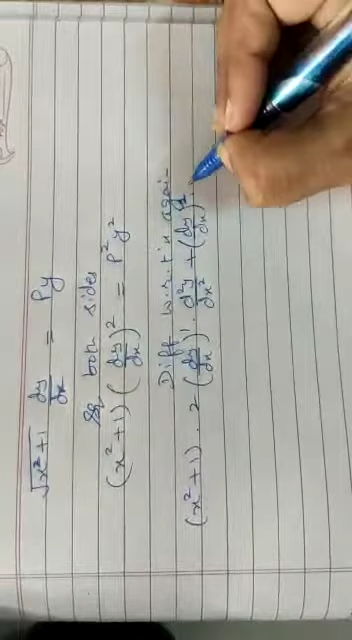 √x²+1 dy/dx = Py
Sq both sides
(x²+1) (dy/dx)² = P²y²
Diff w.r.t x again
(x²+1) . 2 (dy/dx)¹ . d²y/dx² + (dy/dx)² .